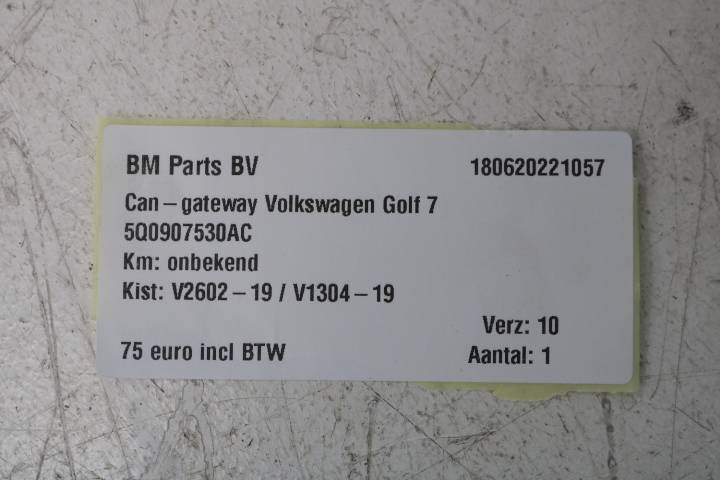 BM Parts BV 180620221057
Can - gateway Volkswagen Golf 7
5Q0907530AC
Km: onbekend
Kist: V2602 - 19 / V1304 - 19
Verz: 10
75 euro incl BTW Aantal: 1